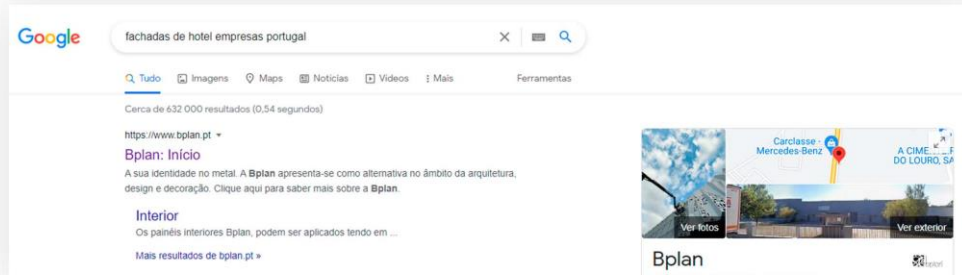 Google
fachadas de hotel empresas portugal
Tudo Imagens Maps Notícias Vídeos Mais Ferramentas
Cerca de 632 000 resultados (0,54 segundos)
https://www.bplan.pt
Bplan: Início
A sua identidade no metal. A Bplan apresenta-se como alternativa no âmbito da arquitetura,
design e decoração. Clique aqui para saber mais sobre a Bplan.
Interior
Os painéis interiores Bplan, podem ser aplicados tendo em ...
Mais resultados de bplan.pt »
Carclasse -
Mercedes-Benz
A CIME
DO LOURO, SA
Ver fotos
Ver exterior
Bplan